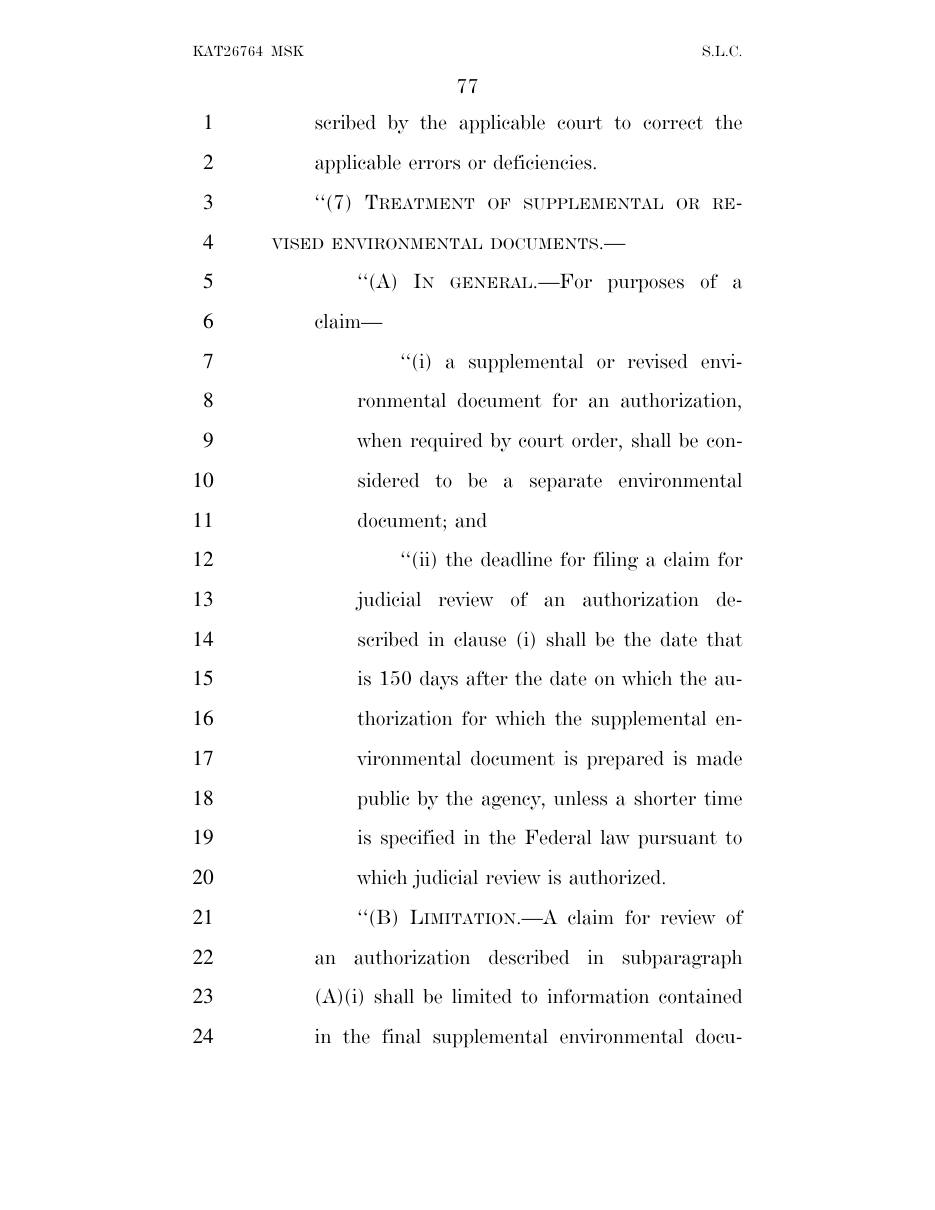 KAT26764 MSK S.L.C.
77
1 scribed by the applicable court to correct the
2 applicable errors or deficiencies.
3 ‘‘(7) TREATMENT OF SUPPLEMENTAL OR RE-
4 VISED ENVIRONMENTAL DOCUMENTS.—
5 ‘‘(A) IN GENERAL.—For purposes of a
6 claim—
7 ‘‘(i) a supplemental or revised envi-
8 ronmental document for an authorization,
9 when required by court order, shall be con-
10 sidered to be a separate environmental
11 document; and
12 ‘‘(ii) the deadline for filing a claim for
13 judicial review of an authorization de-
14 scribed in clause (i) shall be the date that
15 is 150 days after the date on which the au-
16 thorization for which the supplemental en-
17 vironmental document is prepared is made
18 public by the agency, unless a shorter time
19 is specified in the Federal law pursuant to
20 which judicial review is authorized.
21 ‘‘(B) LIMITATION.—A claim for review of
22 an authorization described in subparagraph
23 (A)(i) shall be limited to information contained
24 in the final supplemental environmental docu-